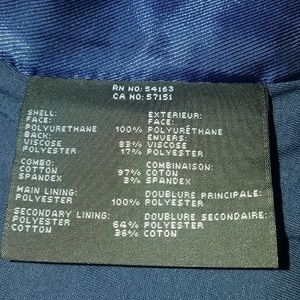 RN NO: 54163
CA NO: 57151
SHELL: EXTERIEUR:
FACE: FACE:
POLYURETHANE 100% POLYURÉTHANE
BACK: ENVERS:
VISCOSE 83% VISCOSE
POLYESTER 17% POLYESTER
COMBO: COMBINAISON:
COTTON 97% COTON
SPANDEX 3% SPANDEX
MAIN LINING: DOUBLURE PRINCIPALE:
POLYESTER 100% POLYESTER
SECONDARY LINING: DOUBLURE SECONDAIRE:
POLYESTER 64% POLYESTER
COTTON 36% COTON